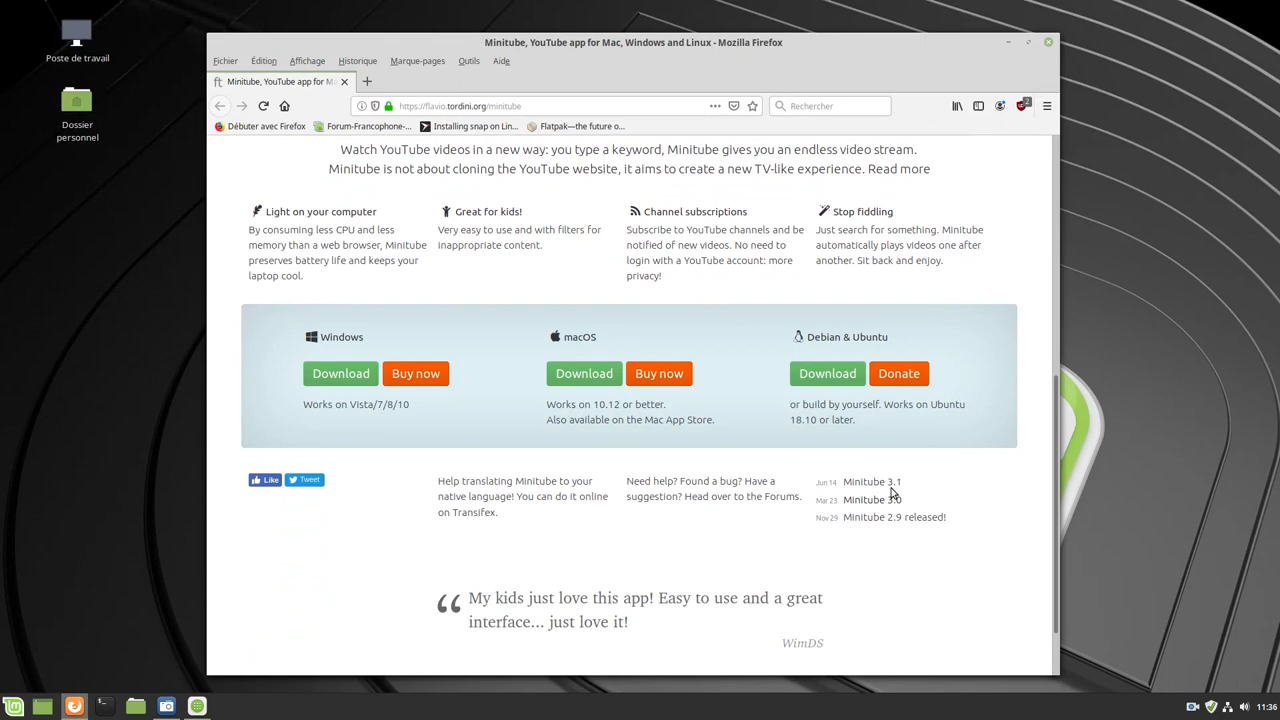 Poste de travail
Dossier
personnel
Minitube, YouTube app for Mac, Windows and Linux - Mozilla Firefox
Fichier Édition Affichage Historique Marque-pages Outils Aide
Minitube, YouTube app for Ma
https://flavio.tordini.org/minitube
Rechercher
2
Débuter avec Firefox Forum-Francophone-... Installing snap on Lin... Flatpak—the future o...
Watch YouTube videos in a new way: you type a keyword, Minitube gives you an endless video stream.
Minitube is not about cloning the YouTube website, it aims to create a new TV-like experience. Read more
Light on your computer
By consuming less CPU and less
memory than a web browser, Minitube
preserves battery life and keeps your
laptop cool.
Great for kids!
Very easy to use and with filters for
inappropriate content.
Channel subscriptions
Subscribe to YouTube channels and be
notified of new videos. No need to
login with a YouTube account: more
privacy!
Stop fiddling
Just search for something. Minitube
automatically plays videos one after
another. Sit back and enjoy.
Windows
Download Buy now
Works on Vista/7/8/10
macOS
Download Buy now
Works on 10.12 or better.
Also available on the Mac App Store.
Debian & Ubuntu
Download Donate
or build by yourself. Works on Ubuntu
18.10 or later.
Like Tweet
Help translating Minitube to your
native language! You can do it online
on Transifex.
Need help? Found a bug? Have a
suggestion? Head over to the Forums.
Jun 14 Minitube 3.1
Mar 23 Minitube 3.0
Nov 29 Minitube 2.9 released!
“ My kids just love this app! Easy to use and a great
interface... just love it!
WimDS
11:36